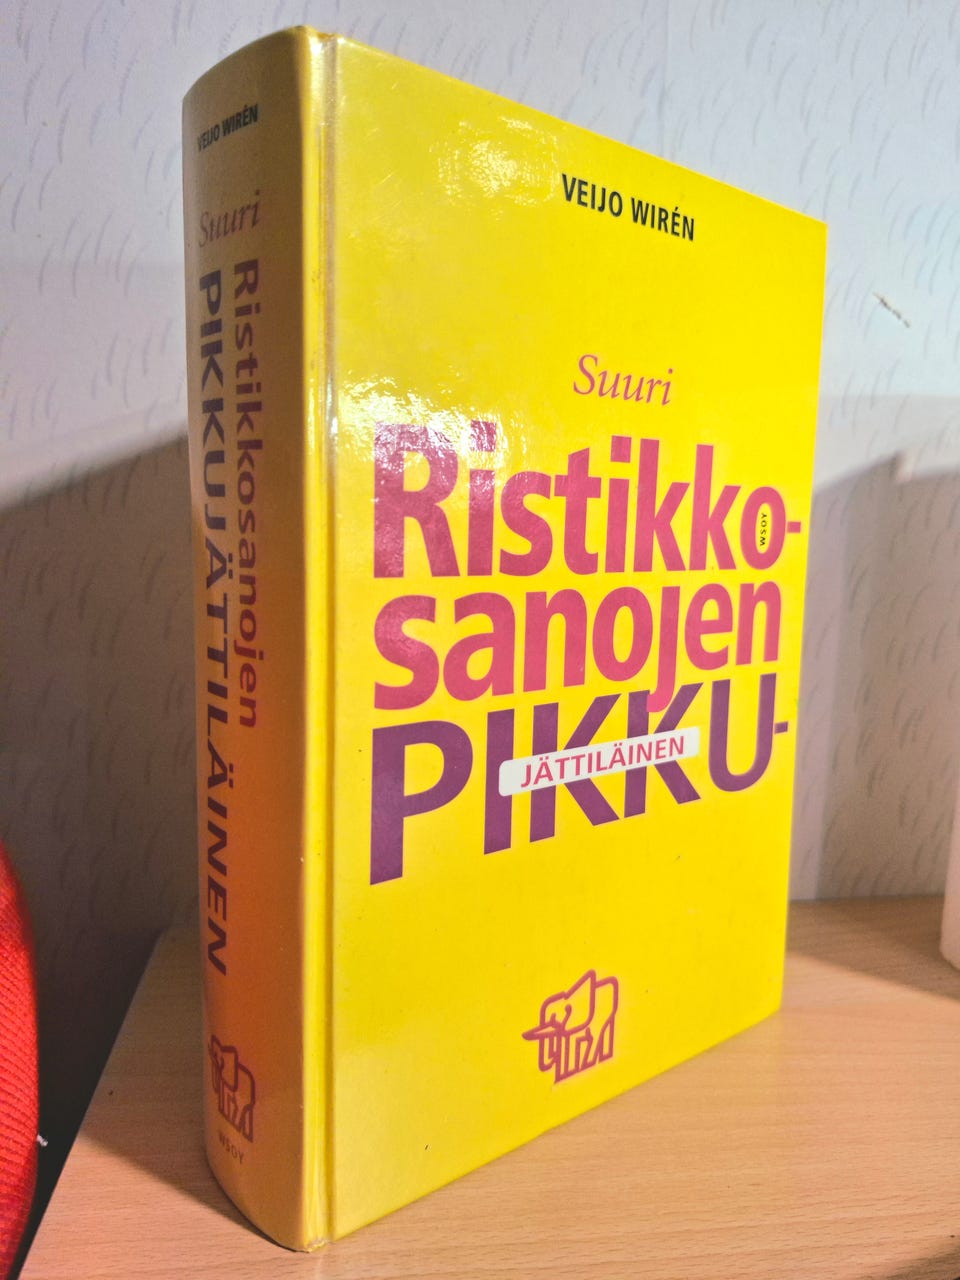 VEIJO WIRÉN
Suuri
Ristikkosanojen
PIKKUJÄTTILÄINEN
WSOY
VEIJO WIRÉN
Suuri
Ristikko-
WSOY
sanojen
PIKKU-
JÄTTILÄINEN